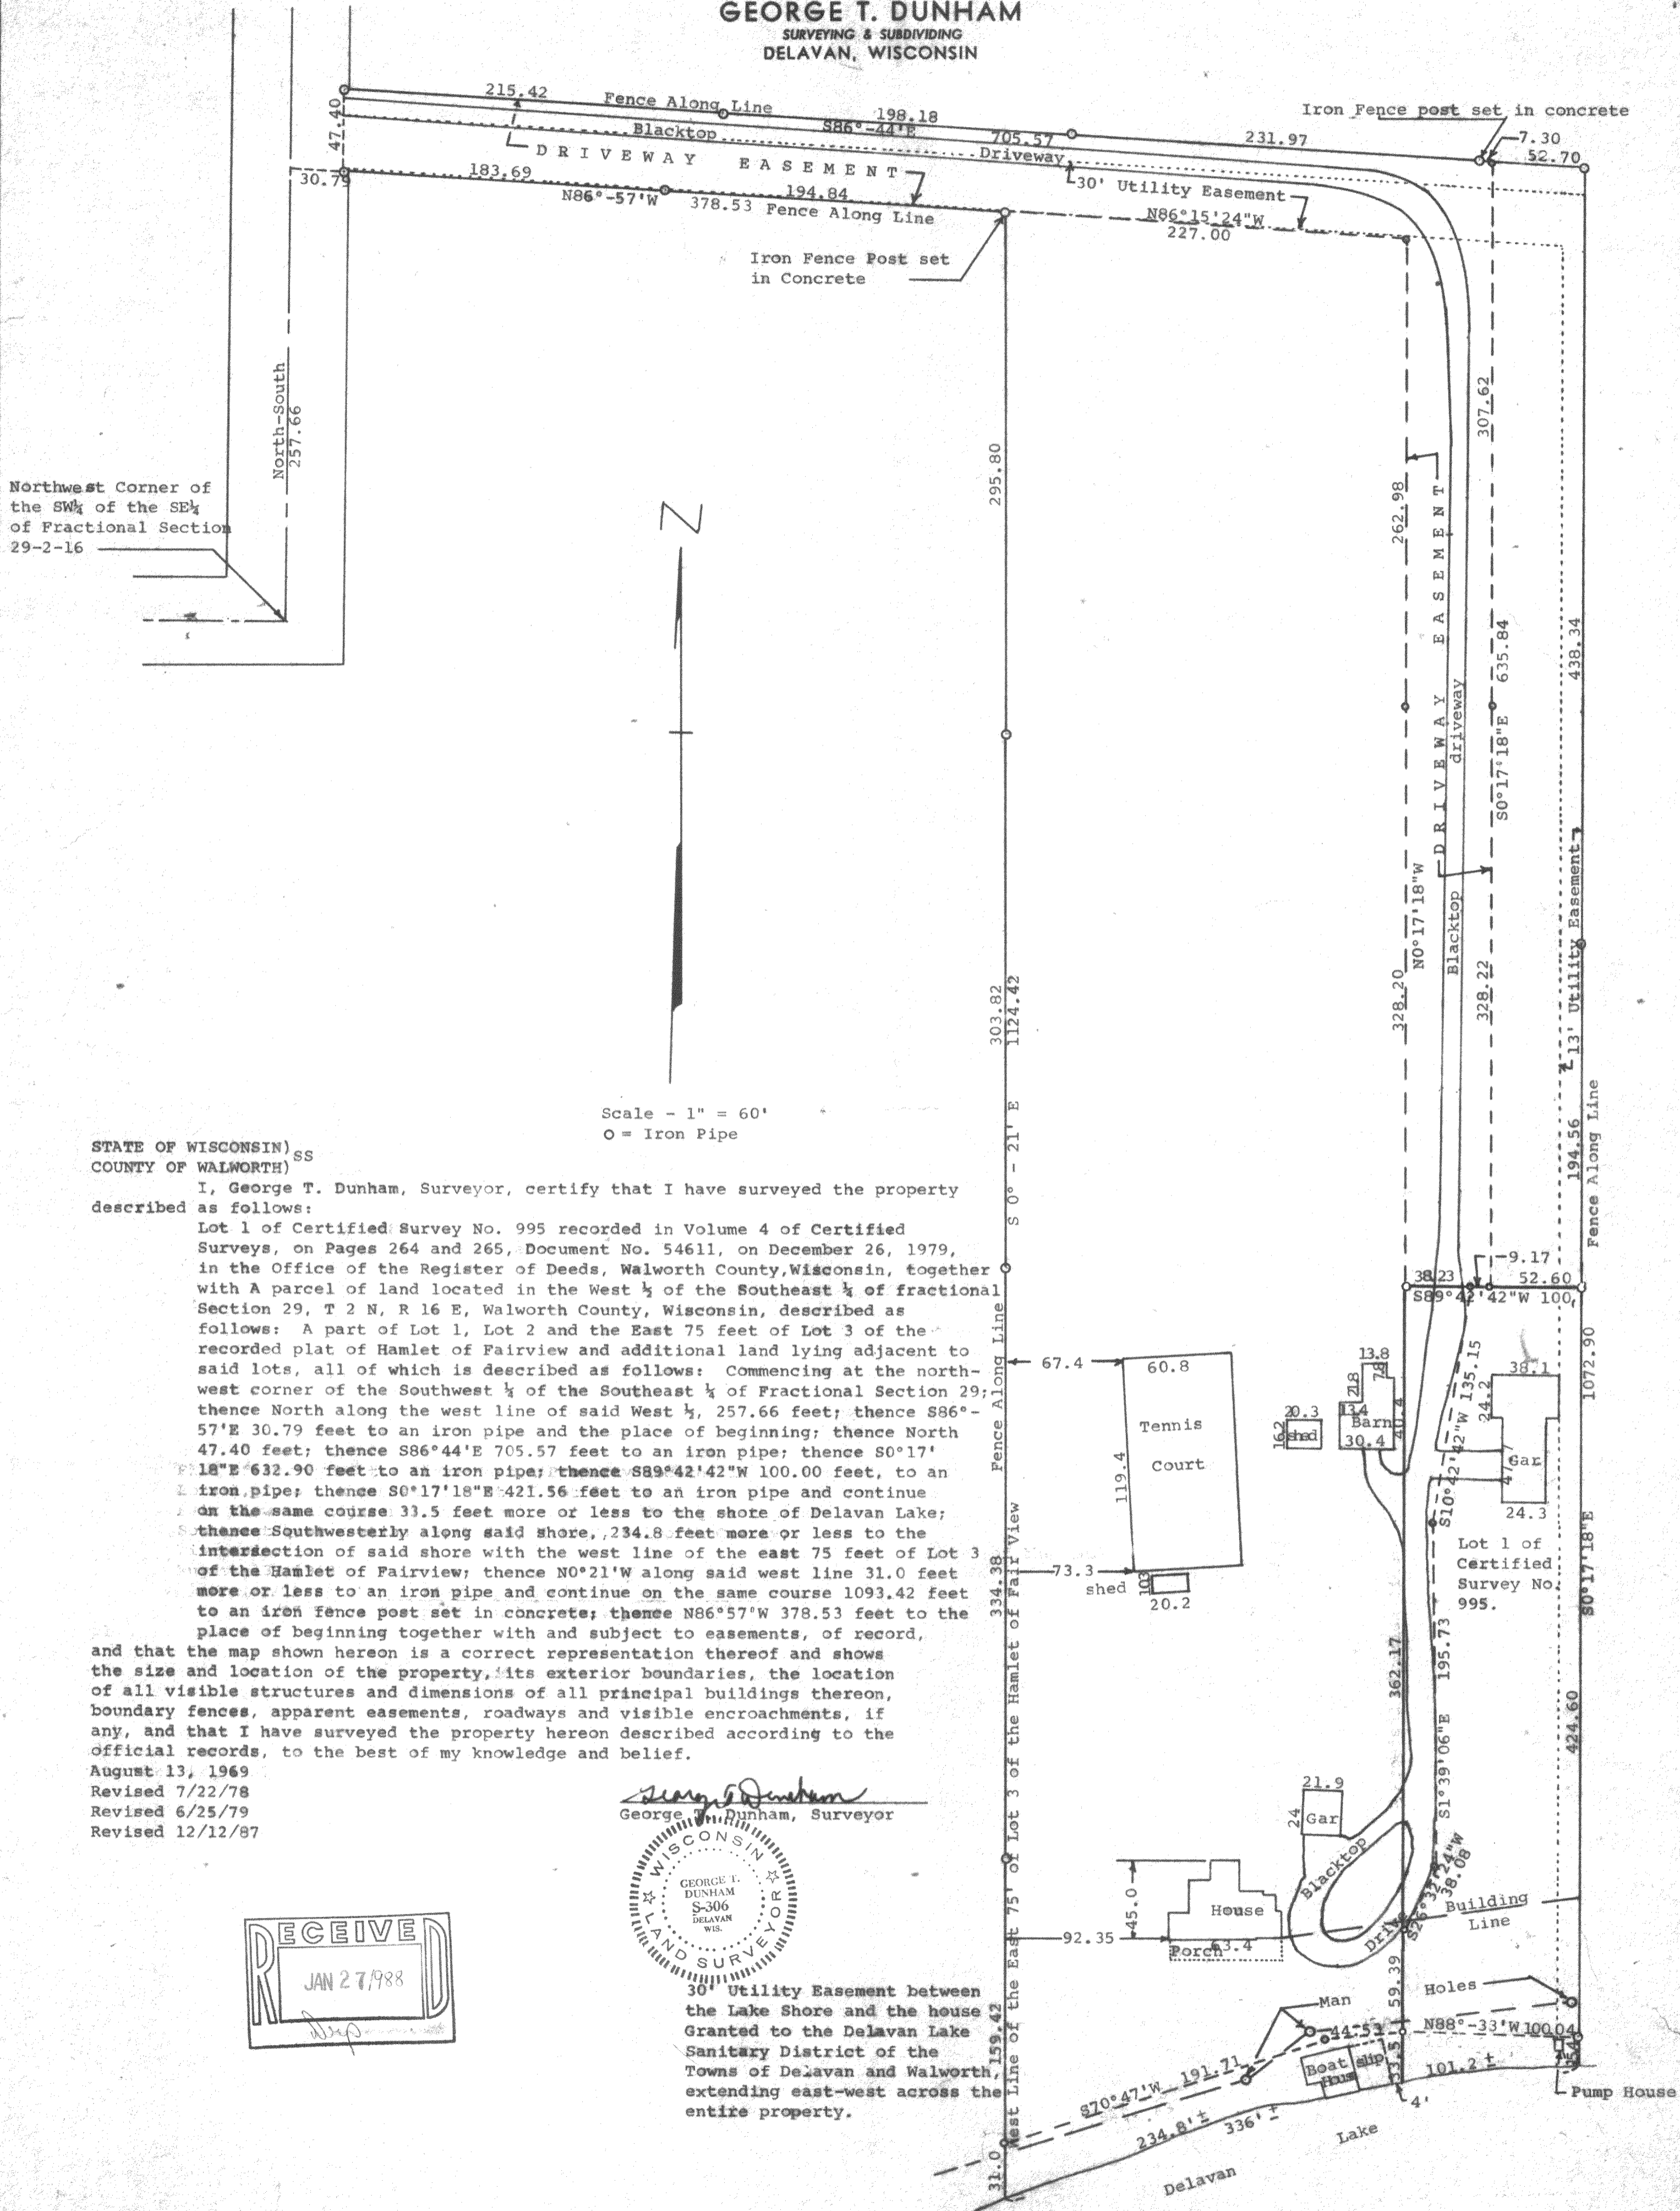 GEORGE T. DUNHAM
SURVEYING & SUBDIVIDING
DELAVAN, WISCONSIN
215.42
Fence Along Line
198.18
S86°-44'E
705.57
231.97
Iron Fence post set in concrete
7.30
52.70
47.40
Blacktop
Driveway
DRIVEWAY EASEMENT
30' Utility Easement
30.79
183.69
N86°-57'W
378.53
194.84
Fence Along Line
N86°15'24"W
227.00
Iron Fence Post set
in Concrete
North-South
257.66
Northwest Corner of
the SW¼ of the SE¼
of Fractional Section
29-2-16
N
295.80
262.98
307.62
DRIVEWAY EASEMENT
635.84
S0°17'18"E
438.34
N0°17'18"W
Blacktop driveway
328.20
328.22
13' Utility Easement
303.82
1124.42
S 0° - 21' E
194.56
Fence Along Line
Scale - 1" = 60'
O = Iron Pipe
STATE OF WISCONSIN)
SS
COUNTY OF WALWORTH)
I, George T. Dunham, Surveyor, certify that I have surveyed the property
described as follows:
Lot 1 of Certified Survey No. 995 recorded in Volume 4 of Certified
Surveys, on Pages 264 and 265, Document No. 54611, on December 26, 1979,
in the Office of the Register of Deeds, Walworth County,Wisconsin, together
with A parcel of land located in the West ½ of the Southeast ¼ of fractional
Section 29, T 2 N, R 16 E, Walworth County, Wisconsin, described as
follows: A part of Lot 1, Lot 2 and the East 75 feet of Lot 3 of the
recorded plat of Hamlet of Fairview and additional land lying adjacent to
said lots, all of which is described as follows: Commencing at the north-
west corner of the Southwest ¼ of the Southeast ¼ of Fractional Section 29;
thence North along the west line of said West ½, 257.66 feet; thence S86°-
57'E 30.79 feet to an iron pipe and the place of beginning; thence North
47.40 feet; thence S86°44'E 705.57 feet to an iron pipe; thence S0°17'
18"E 632.90 feet to an iron pipe; thence S89°42'42"W 100.00 feet, to an
iron pipe; thence S0°17'18"E 421.56 feet to an iron pipe and continue
on the same course 33.5 feet more or less to the shore of Delavan Lake;
thence Southwesterly along said shore, 234.8 feet more or less to the
intersection of said shore with the west line of the east 75 feet of Lot 3
of the Hamlet of Fairview; thence N0°21'W along said west line 31.0 feet
more or less to an iron pipe and continue on the same course 1093.42 feet
to an iron fence post set in concrete; thence N86°57'W 378.53 feet to the
place of beginning together with and subject to easements, of record,
and that the map shown hereon is a correct representation thereof and shows
the size and location of the property, its exterior boundaries, the location
of all visible structures and dimensions of all principal buildings thereon,
boundary fences, apparent easements, roadways and visible encroachments, if
any, and that I have surveyed the property hereon described according to the
official records, to the best of my knowledge and belief.
August 13, 1969
Revised 7/22/78
Revised 6/25/79
Revised 12/12/87
George T. Dunham
George T. Dunham, Surveyor
WISCONSIN
GEORGE T.
DUNHAM
S-306
DELAVAN
WIS.
LAND SURVEYOR
RECEIVED
JAN 27 1988
30' Utility Easement between
the Lake Shore and the house
Granted to the Delavan Lake
Sanitary District of the
Towns of Delavan and Walworth,
extending east-west across the
entire property.
Fence Along Line
334.38
West Line of the East 75' of Lot 3 of the Hamlet of Fair View
159.42
31.0
67.4
60.8
Tennis
Court
119.4
73.3
shed
20.2
9.17
38.23
52.60
S89°42'42"W 100.
13.8
20.3
16.2
shed
13.4
Barn
40.4
30.4
S10°42'42"W 135.15
38.1
24.2
Gar
24.3
1072.90
S0°17'18"E
Lot 1 of
Certified
Survey No.
995.
362.17
S1°39'06"E 195.73
424.60
21.9
24
Gar
Blacktop
Drive
38.08
Building
Line
45.0
House
92.35
Porch
63.4
59.39
Holes
Man
44.53
N88°-33'W 100.04
33.5
Boat
House
slip
101.2 ±
4'
Pump House
S70°47'W 191.71
234.8'±
336'±
Delavan
Lake